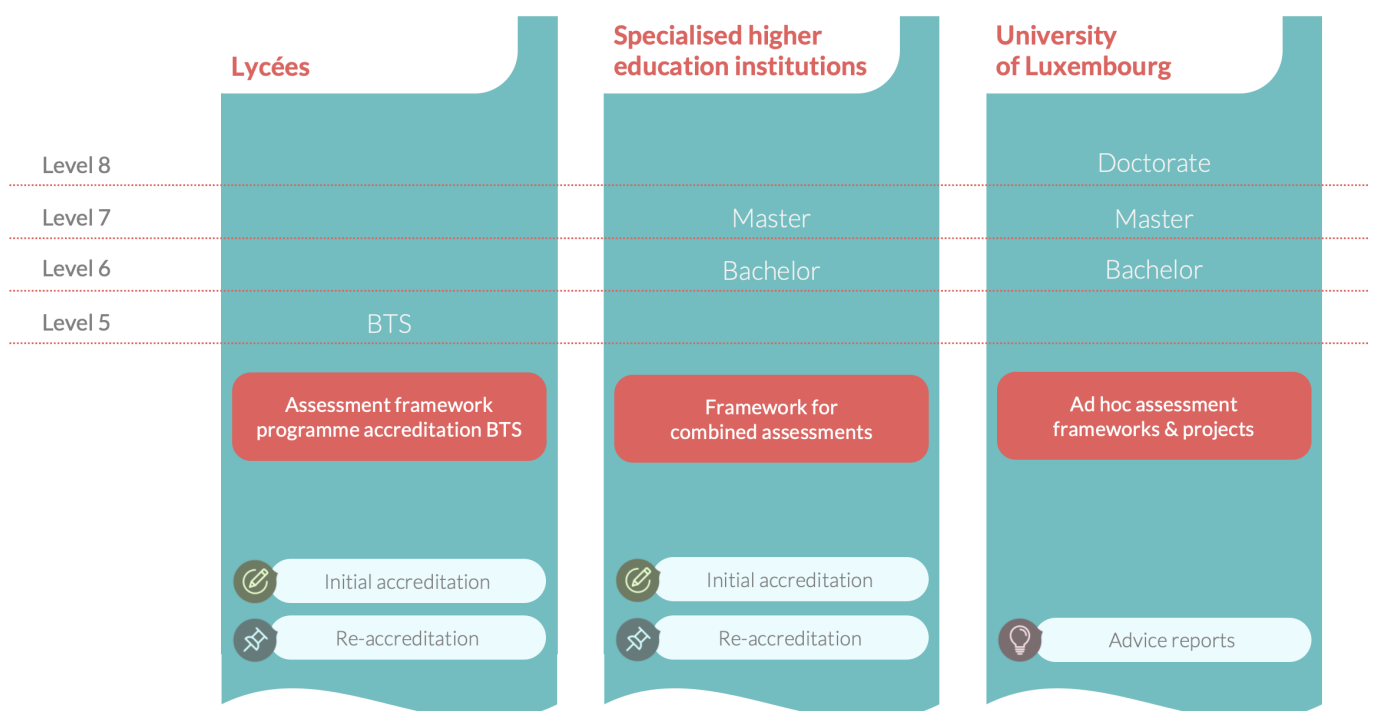 Lycées
Specialised higher
education institutions
University
of Luxembourg
Level 8
Doctorate
Level 7
Master
Master
Level 6
Bachelor
Bachelor
Level 5
BTS
Assessment framework
programme accreditation BTS
Framework for
combined assessments
Ad hoc assessment
frameworks & projects
Initial accreditation
Initial accreditation
Re-accreditation
Re-accreditation
Advice reports